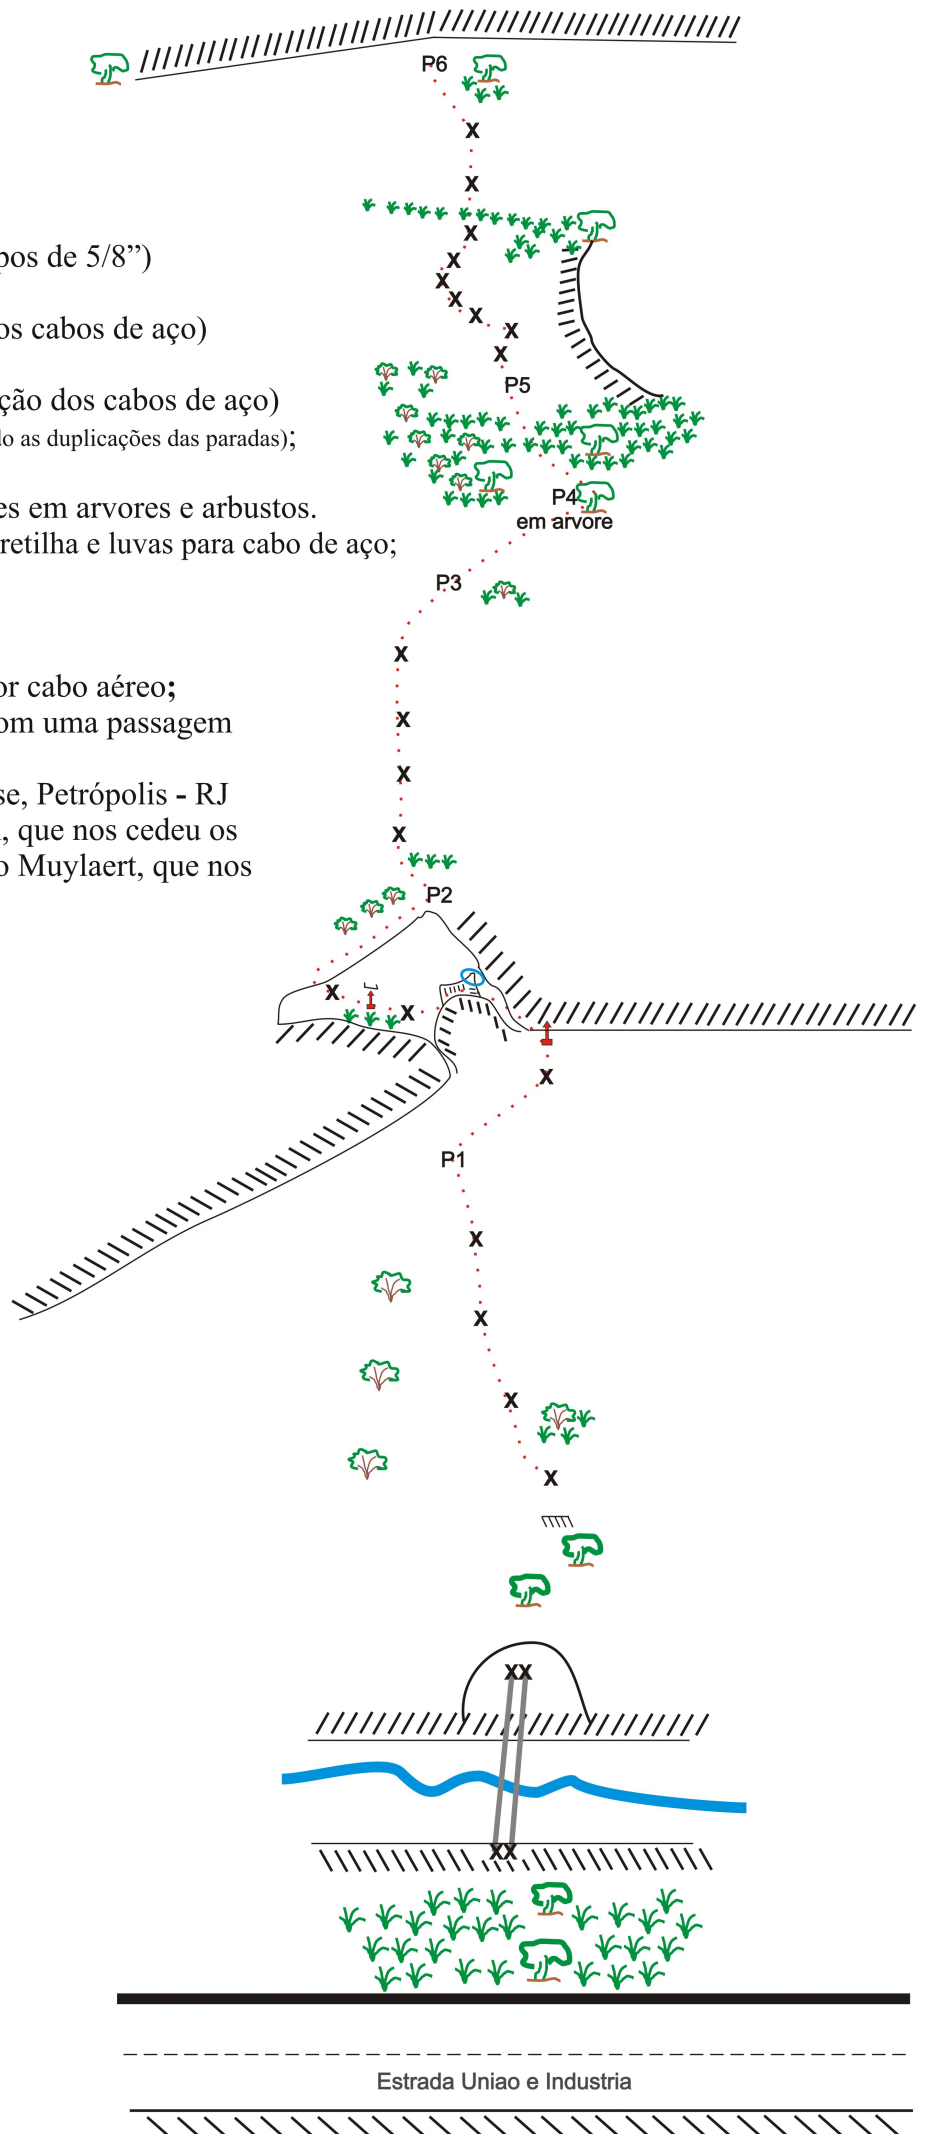 P6
pos de 5/8”)
os cabos de aço)
P5
ção dos cabos de aço)
lo as duplicações das paradas);
P4
es em arvores e arbustos.
em arvore
retilha e luvas para cabo de aço;
P3
or cabo aéreo;
om uma passagem
se, Petrópolis - RJ
, que nos cedeu os
o Muylaert, que nos
P2
1
P1
Estrada Uniao e Industria